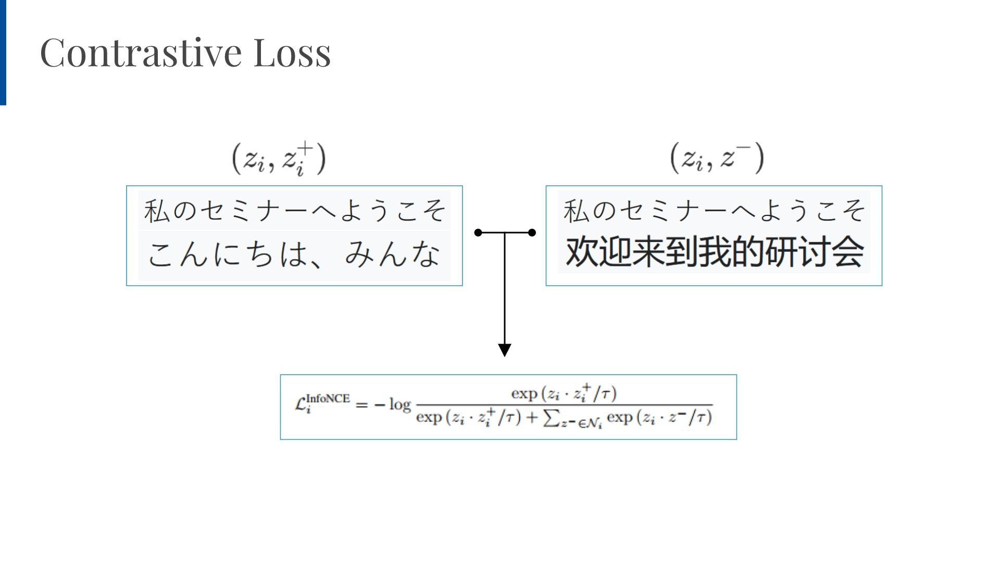 Contrastive Loss
(z_i, z_i^+)
(z_i, z^-)
私のセミナーへようこそ
こんにちは、みんな
私のセミナーへようこそ
欢迎来到我的研讨会
\mathcal{L}_i^{InfoNCE} = -\log \frac{\exp(z_i \cdot z_i^+/\tau)}{\exp(z_i \cdot z_i^+/\tau) + \sum_{z^- \in \mathcal{N}_i} \exp(z_i \cdot z^-/\tau)}